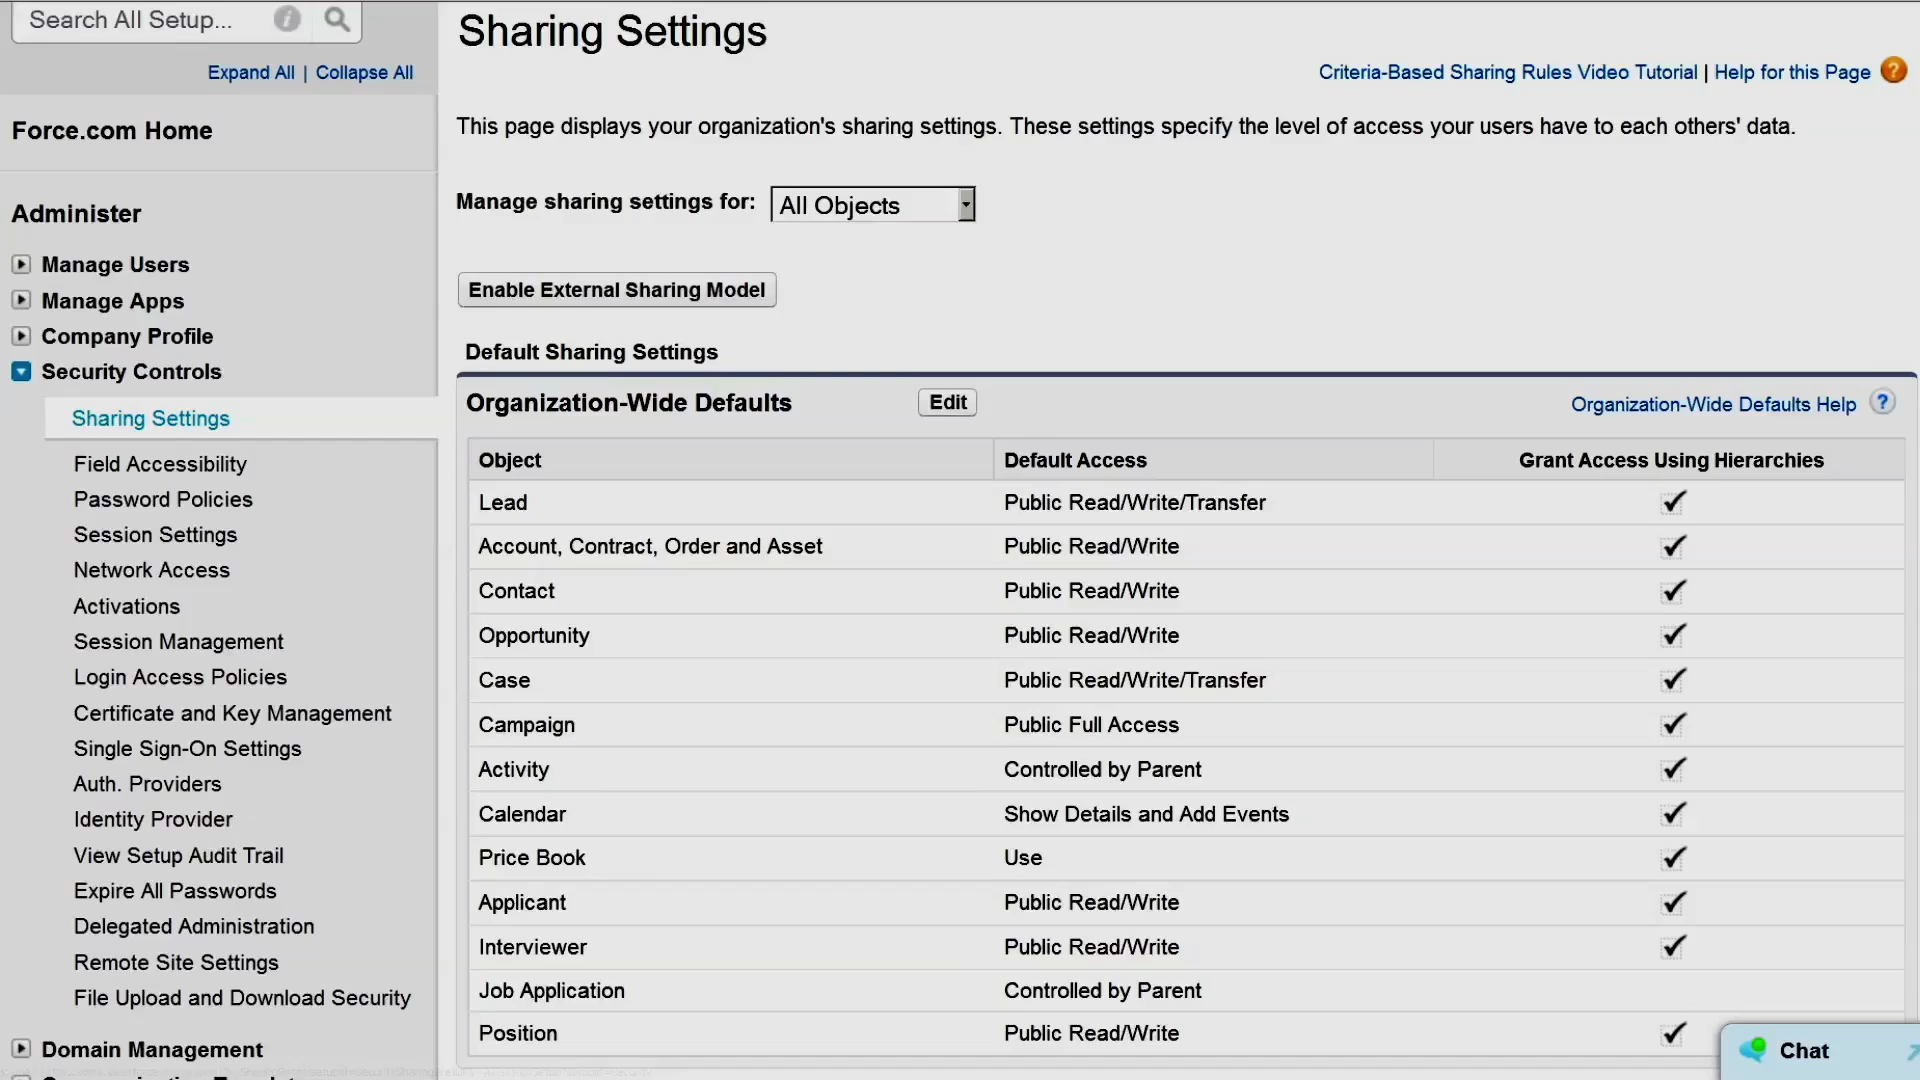 Search All Setup...
Expand All | Collapse All
Force.com Home
Administer
Manage Users
Manage Apps
Company Profile
Security Controls
Sharing Settings
Field Accessibility
Password Policies
Session Settings
Network Access
Activations
Session Management
Login Access Policies
Certificate and Key Management
Single Sign-On Settings
Auth. Providers
Identity Provider
View Setup Audit Trail
Expire All Passwords
Delegated Administration
Remote Site Settings
File Upload and Download Security
Domain Management
Sharing Settings
Criteria-Based Sharing Rules Video Tutorial | Help for this Page ?
This page displays your organization's sharing settings. These settings specify the level of access your users have to each others' data.
Manage sharing settings for: All Objects
Enable External Sharing Model
Default Sharing Settings
Organization-Wide Defaults Edit Organization-Wide Defaults Help ?
Object Default Access Grant Access Using Hierarchies
Lead Public Read/Write/Transfer
Account, Contract, Order and Asset Public Read/Write
Contact Public Read/Write
Opportunity Public Read/Write
Case Public Read/Write/Transfer
Campaign Public Full Access
Activity Controlled by Parent
Calendar Show Details and Add Events
Price Book Use
Applicant Public Read/Write
Interviewer Public Read/Write
Job Application Controlled by Parent
Position Public Read/Write
Chat